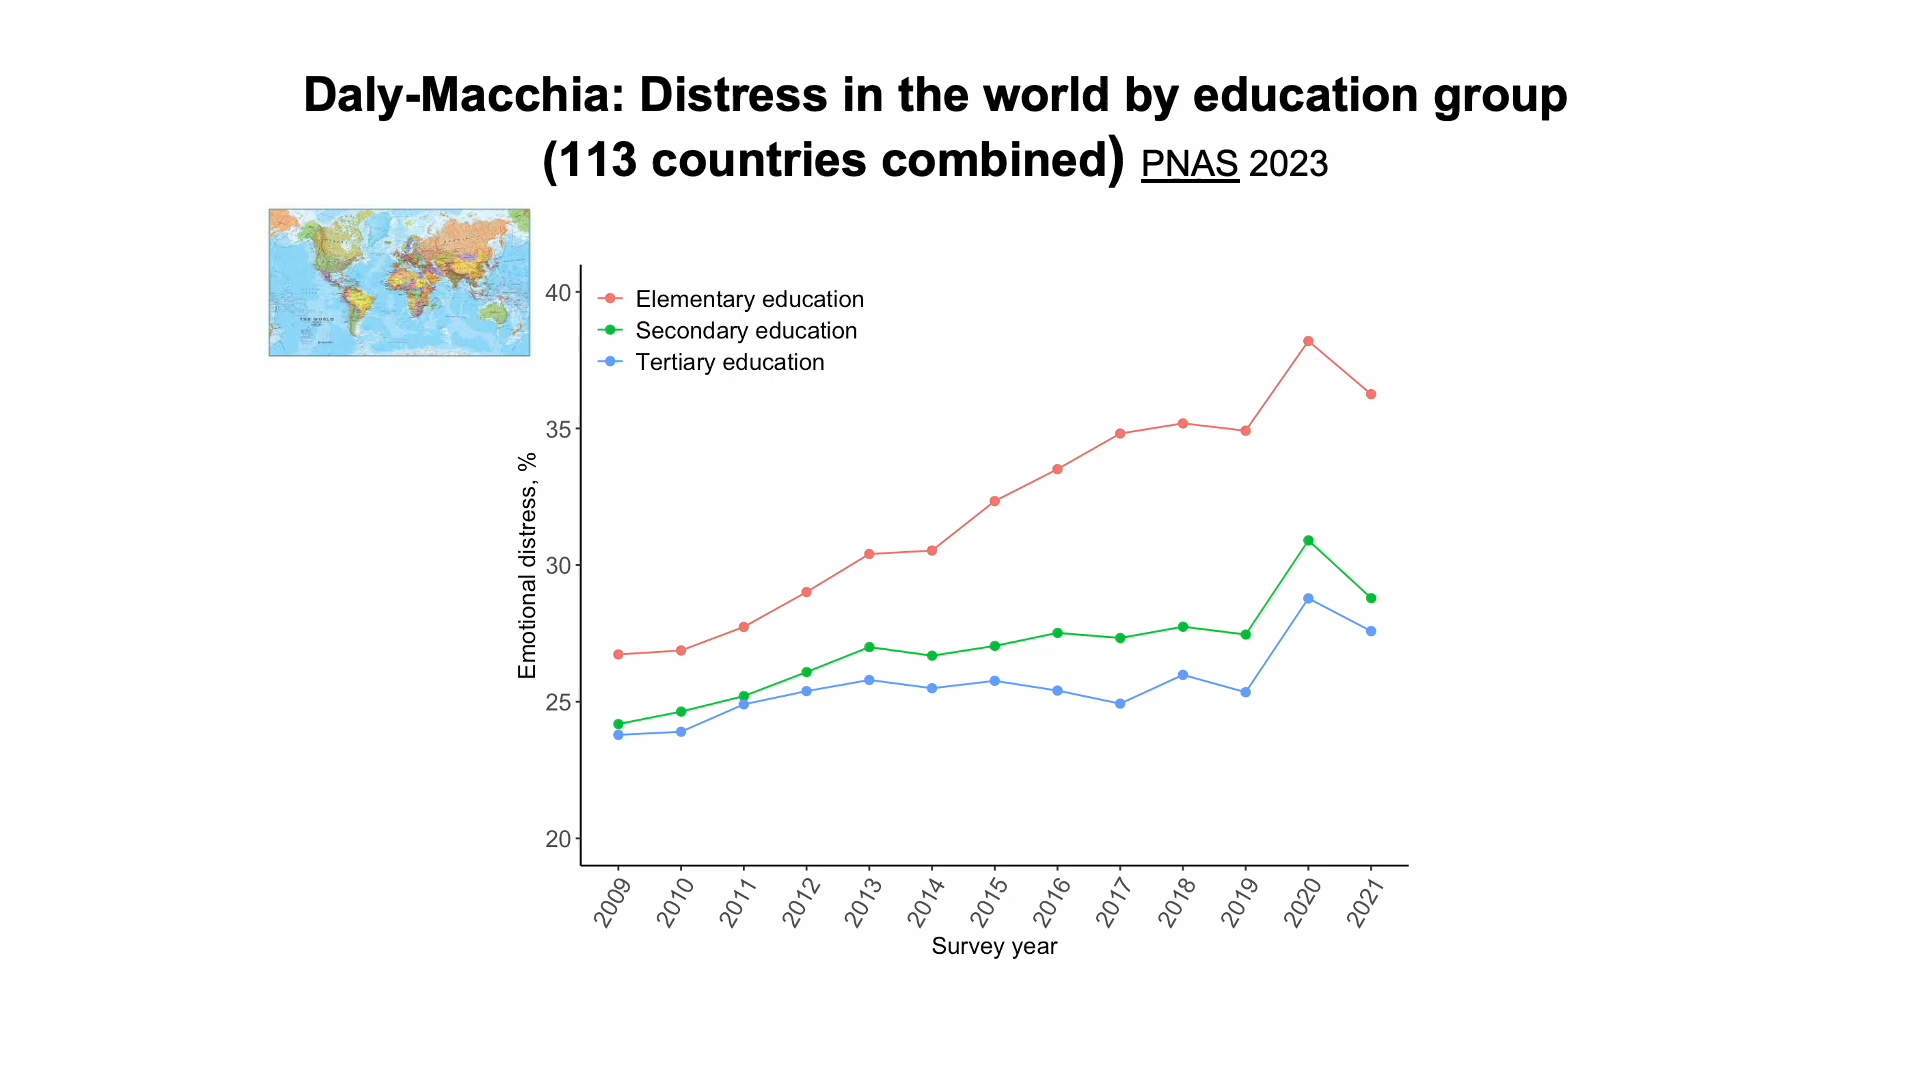 Daly-Macchia: Distress in the world by education group
(113 countries combined) PNAS 2023
THE WORLD
40
35
30
25
20
Elementary education
Secondary education
Tertiary education
Emotional distress, %
2009 2010 2011 2012 2013 2014 2015 2016 2017 2018 2019 2020 2021
Survey year